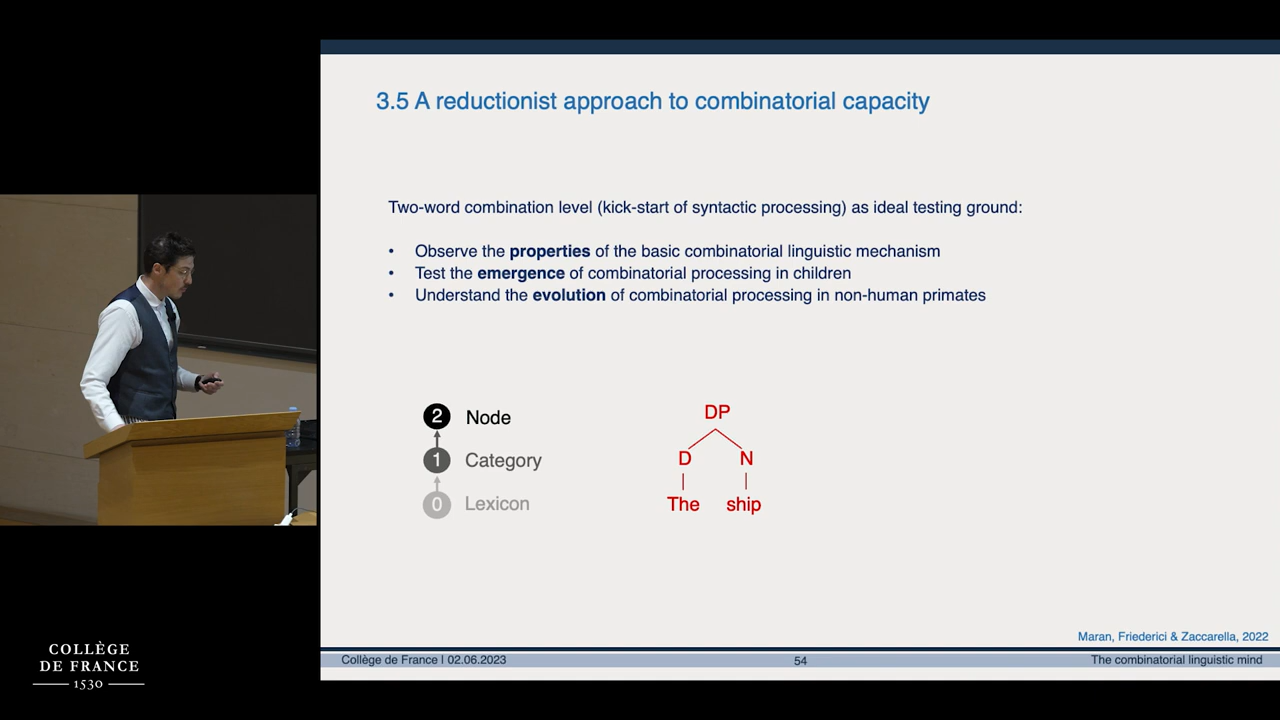 3.5 A reductionist approach to combinatorial capacity
Two-word combination level (kick-start of syntactic processing) as ideal testing ground:
• Observe the properties of the basic combinatorial linguistic mechanism
• Test the emergence of combinatorial processing in children
• Understand the evolution of combinatorial processing in non-human primates
2 Node
1 Category
0 Lexicon
DP
D N
The ship
Maran, Friederici & Zaccarella, 2022
Collège de France I 02.06.2023 54 The combinatorial linguistic mind
COLLÈGE
DE FRANCE
1530